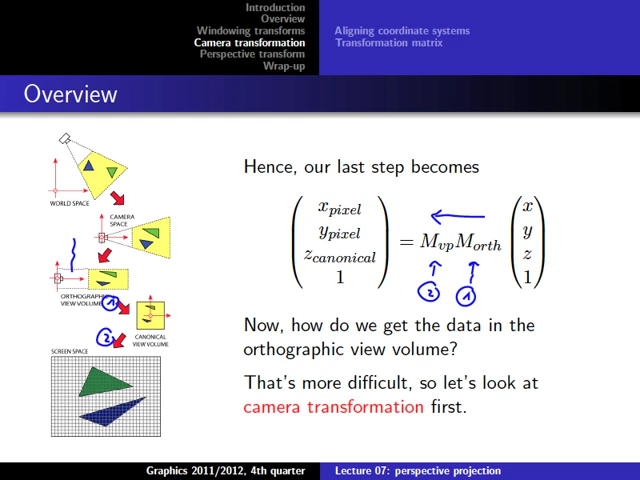 Introduction
Overview
Windowing transforms
Camera transformation
Perspective transform
Wrap-up
Aligning coordinate systems
Transformation matrix
Overview
WORLD SPACE
CAMERA
SPACE
ORTHOGRAPHIC
VIEW VOLUME
1
CANONICAL
VIEW VOLUME
2
SCREEN SPACE
Hence, our last step becomes
x_pixel
y_pixel
z_canonical
1
= M_vp M_orth
x
y
z
1
2 1
Now, how do we get the data in the
orthographic view volume?
That's more difficult, so let's look at
camera transformation first.
Graphics 2011/2012, 4th quarter
Lecture 07: perspective projection